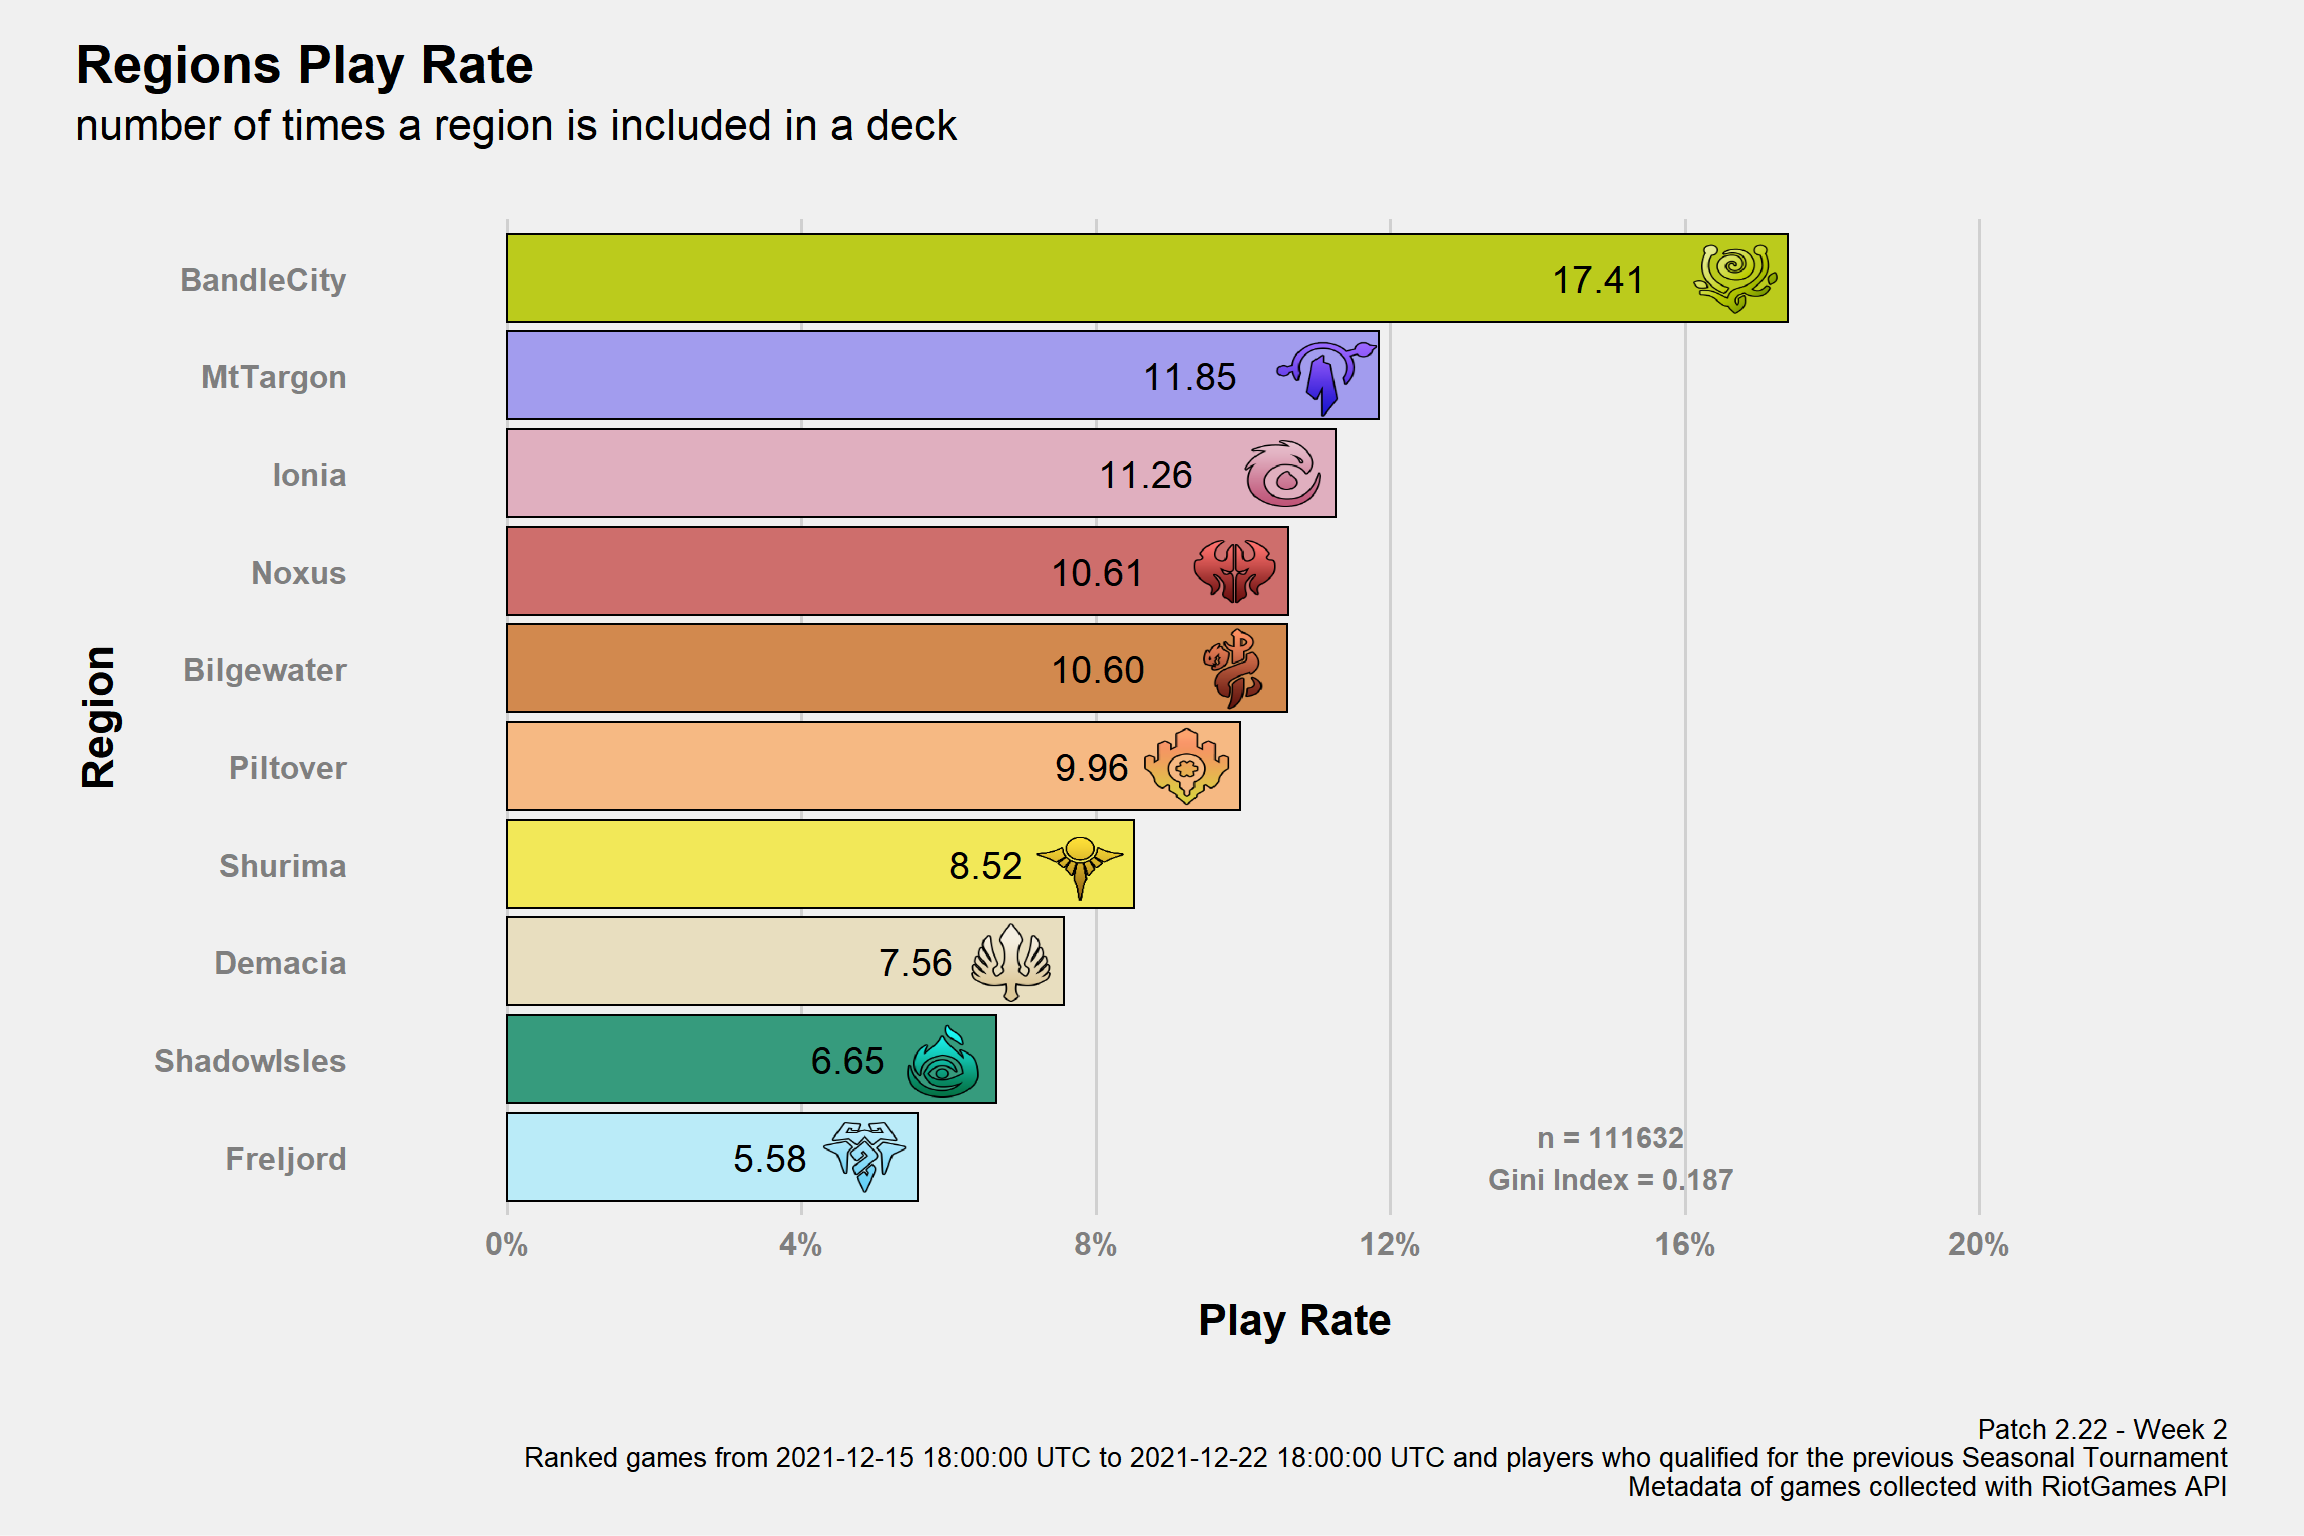 Regions Play Rate
number of times a region is included in a deck
BandleCity
17.41
MtTargon
11.85
Ionia
11.26
Noxus
10.61
Bilgewater
10.60
Piltover
9.96
Shurima
8.52
Demacia
7.56
ShadowIsles
6.65
Freljord
5.58
Region
n = 111632
Gini Index = 0.187
0%
4%
8%
12%
16%
20%
Play Rate
Patch 2.22 - Week 2
Ranked games from 2021-12-15 18:00:00 UTC to 2021-12-22 18:00:00 UTC and players who qualified for the previous Seasonal Tournament
Metadata of games collected with RiotGames API